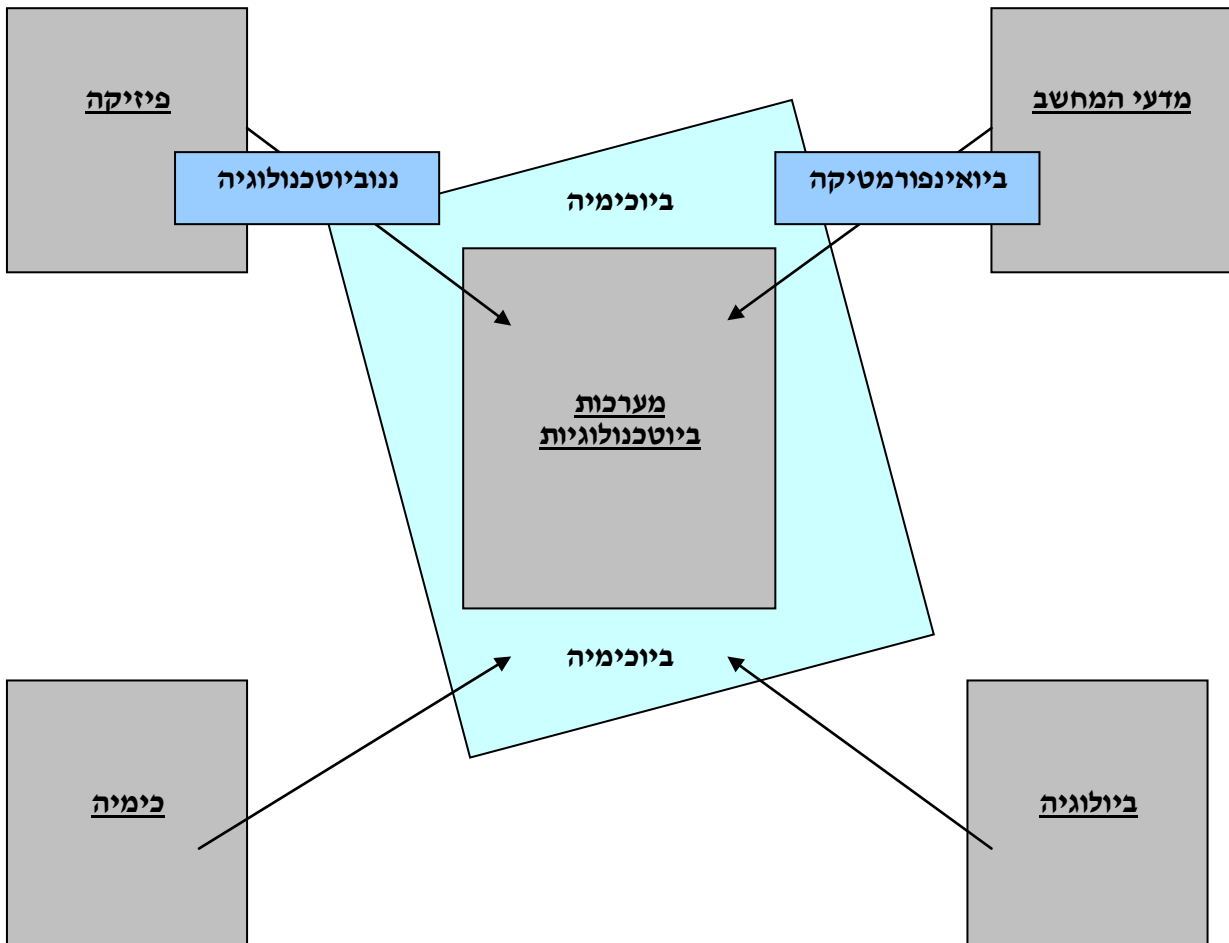 מדעי המחשב
פיזיקה
ביואינפורמטיקה
ננוביוטכנולוגיה
ביוכימיה
מערכות
ביוטכנולוגיות
ביוכימיה
ביולוגיה
כימיה